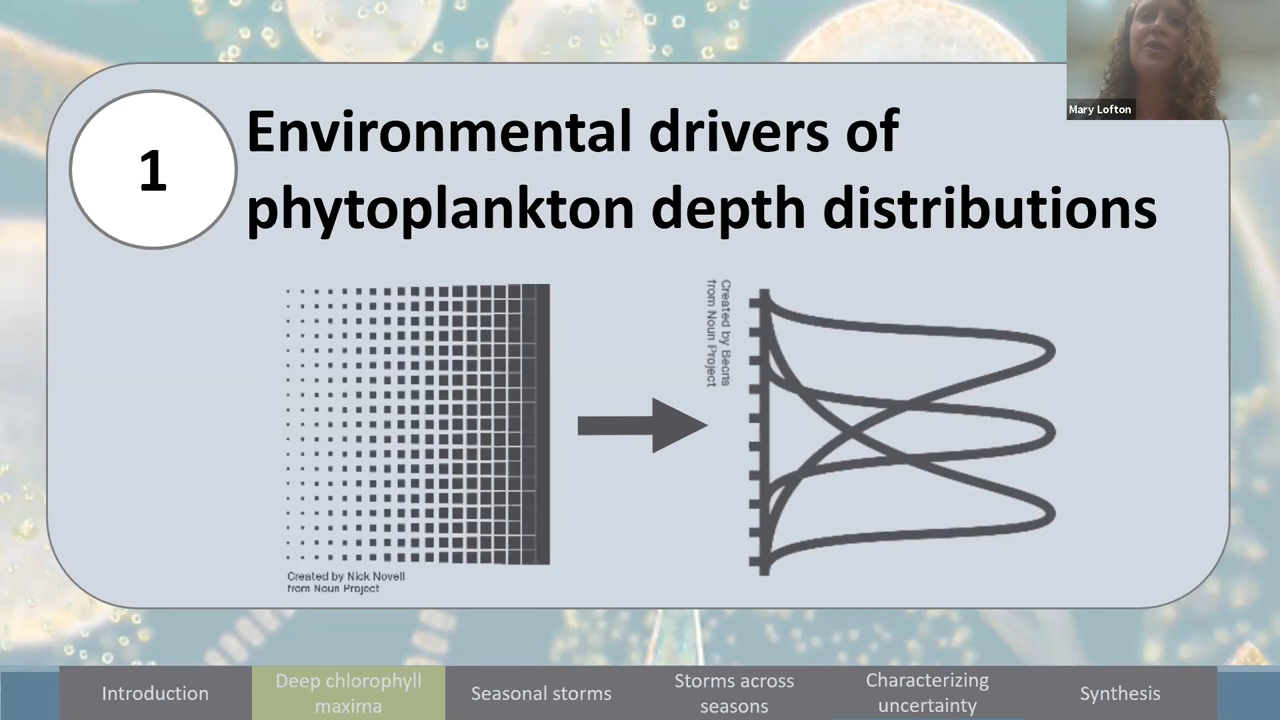 Mary Lofton
1
Environmental drivers of
phytoplankton depth distributions
Created by Becris
from Noun Project
Created by Nick Novell
from Noun Project
Introduction
Deep chlorophyll
maxima
Seasonal storms
Storms across
seasons
Characterizing
uncertainty
Synthesis